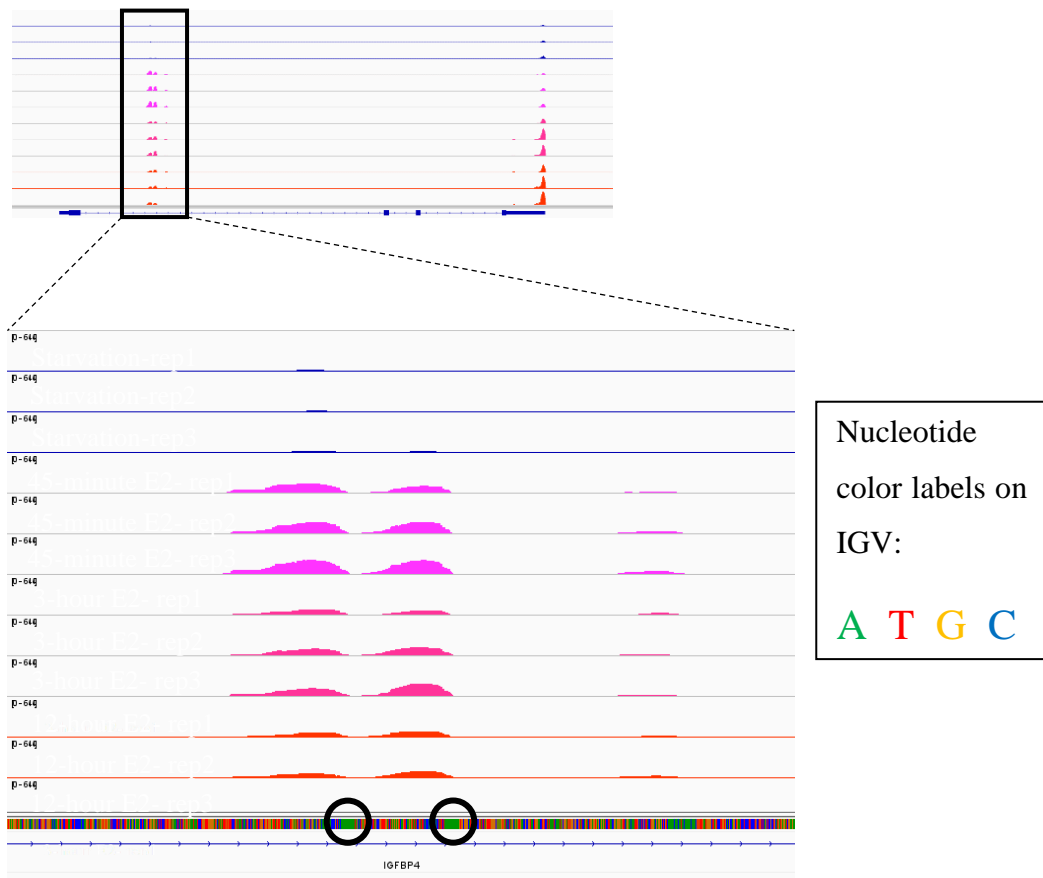 Starvation-rep1
Starvation-rep2
Starvation-rep3
45-minute E2- rep1
45-minute E2- rep2
45-minute E2- rep3
3-hour E2- rep1
3-hour E2- rep2
3-hour E2- rep3
12-hour E2- rep1
12-hour E2- rep2
12-hour E2- rep3
IGFBP4
Nucleotide
color labels on
IGV:
A T G C